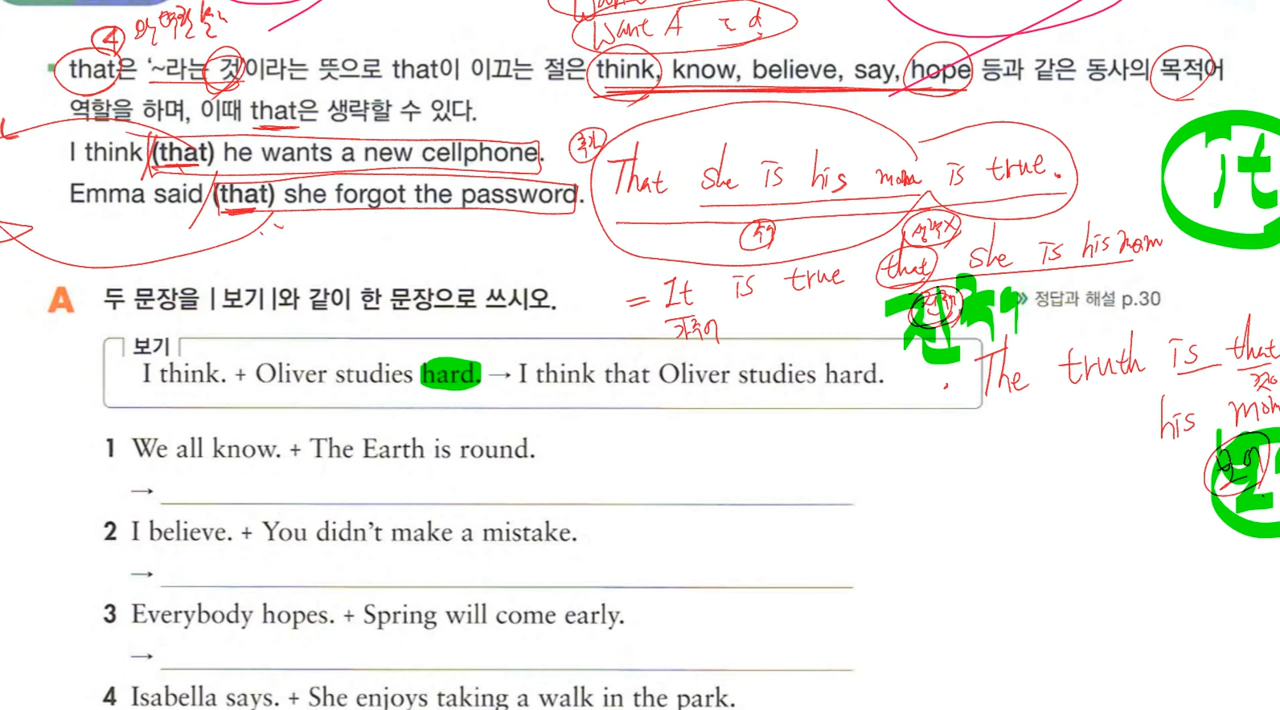 Want A to 
④
that은 '~라는 것'이라는 뜻으로 that이 이끄는 절은 think, know, believe, say, hope 등과 같은 동사의 목적어
역할을 하며, 이때 that은 생략할 수 있다.
I think (that) he wants a new cellphone.
Emma said (that) she forgot the password.
That she is his mom is true.
it
생략X
= It is true that she is his mom
가주어
A 두 문장을 |보기|와 같이 한 문장으로 쓰시오.
» 정답과 해설 p.30
보기
I think. + Oliver studies hard. → I think that Oliver studies hard.
The truth is that
his mom
1 We all know. + The Earth is round.
→
2 I believe. + You didn't make a mistake.
→
3 Everybody hopes. + Spring will come early.
→
4 Isabella says. + She enjoys taking a walk in the park.